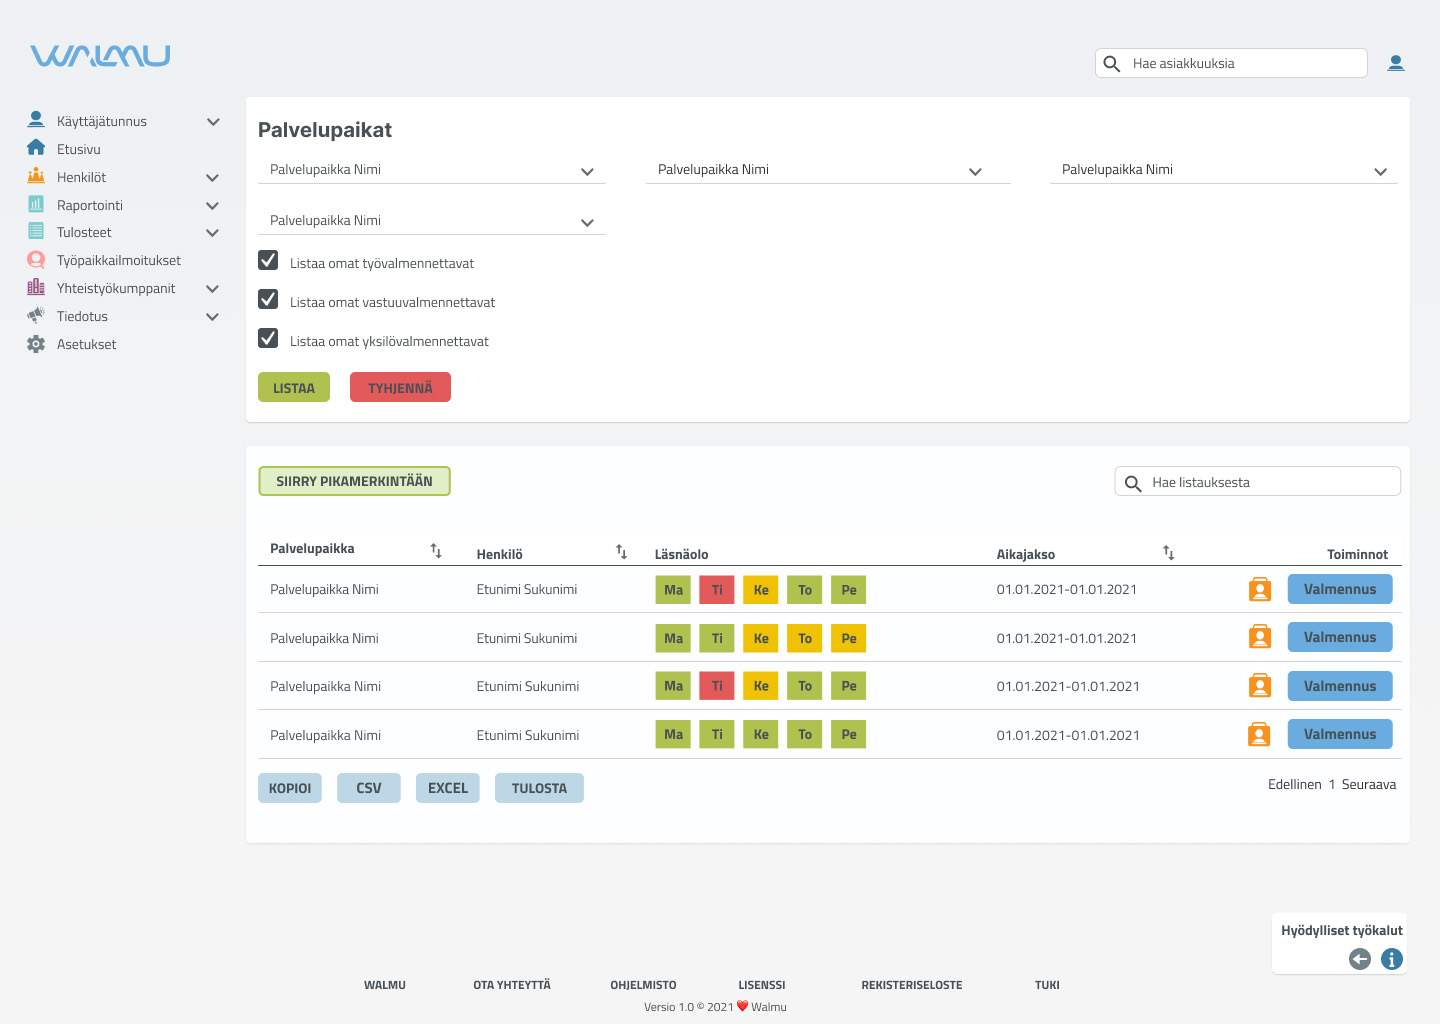 WALMU
Hae asiakkuuksia
Käyttäjätunnus
Etusivu
Henkilöt
Raportointi
Tulosteet
Työpaikkailmoitukset
Yhteistyökumppanit
Tiedotus
Asetukset
Palvelupaikat
Palvelupaikka Nimi Palvelupaikka Nimi Palvelupaikka Nimi
Palvelupaikka Nimi
Listaa omat työvalmennettavat
Listaa omat vastuuvalmennettavat
Listaa omat yksilövalmennettavat
LISTAA TYHJENNÄ
SIIRRY PIKAMERKINTÄÄN Hae listauksesta
Palvelupaikka Henkilö Läsnäolo Aikajakso Toiminnot
Palvelupaikka Nimi Etunimi Sukunimi Ma Ti Ke To Pe 01.01.2021-01.01.2021 Valmennus
Palvelupaikka Nimi Etunimi Sukunimi Ma Ti Ke To Pe 01.01.2021-01.01.2021 Valmennus
Palvelupaikka Nimi Etunimi Sukunimi Ma Ti Ke To Pe 01.01.2021-01.01.2021 Valmennus
Palvelupaikka Nimi Etunimi Sukunimi Ma Ti Ke To Pe 01.01.2021-01.01.2021 Valmennus
KOPIOI CSV EXCEL TULOSTA Edellinen 1 Seuraava
Hyödylliset työkalut
WALMU OTA YHTEYTTÄ OHJELMISTO LISENSSI REKISTERISELOSTE TUKI
Versio 1.0 © 2021 ❤️ Walmu